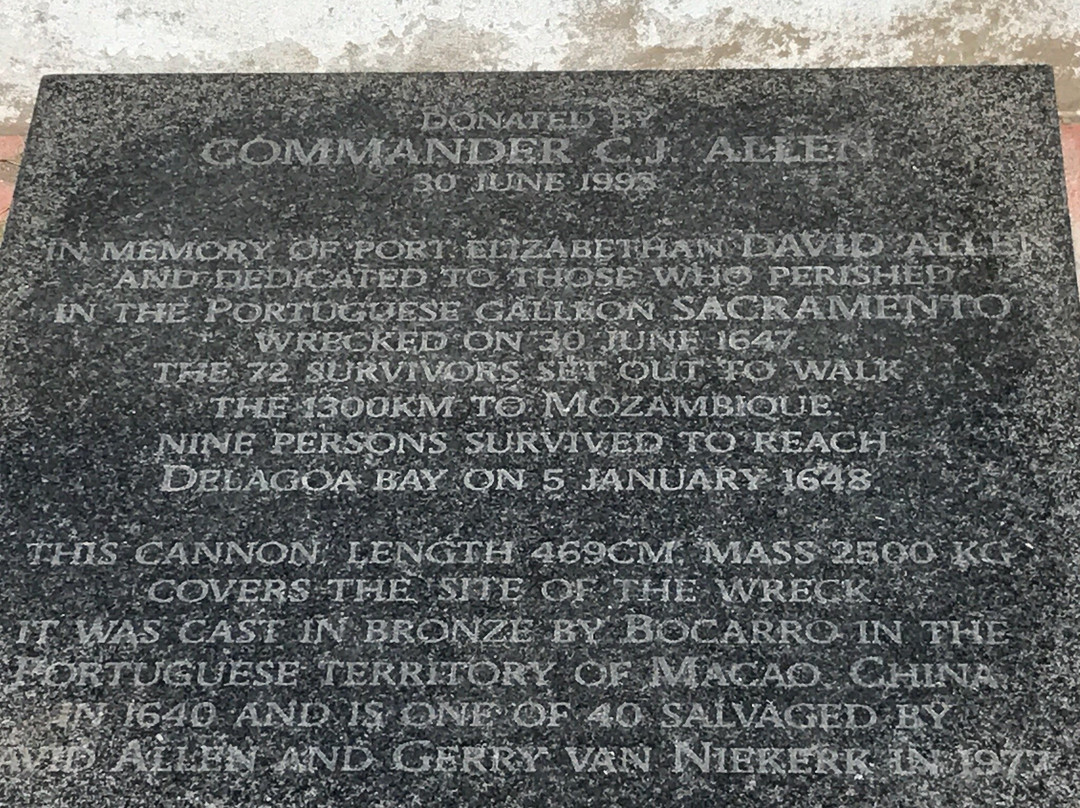 DONATED BY
COMMANDER C.J. ALLEN
30 JUNE 1995
IN MEMORY OF PORT ELIZABETHAN DAVID ALLEN
AND DEDICATED TO THOSE WHO PERISHED
IN THE PORTUGUESE GALLEON SACRAMENTO
WRECKED ON 30 JUNE 1647
THE 72 SURVIVORS SET OUT TO WALK
THE 1300KM TO MOZAMBIQUE.
NINE PERSONS SURVIVED TO REACH
DELAGOA BAY ON 5 JANUARY 1648
THIS CANNON, LENGTH 469CM, MASS 2500 KG
COVERS THE SITE OF THE WRECK.
IT WAS CAST IN BRONZE BY BOCARRO IN THE
PORTUGUESE TERRITORY OF MACAO, CHINA,
IN 1640 AND IS ONE OF 40 SALVAGED BY
AVID ALLEN AND GERRY VAN NIEKERK IN 1977